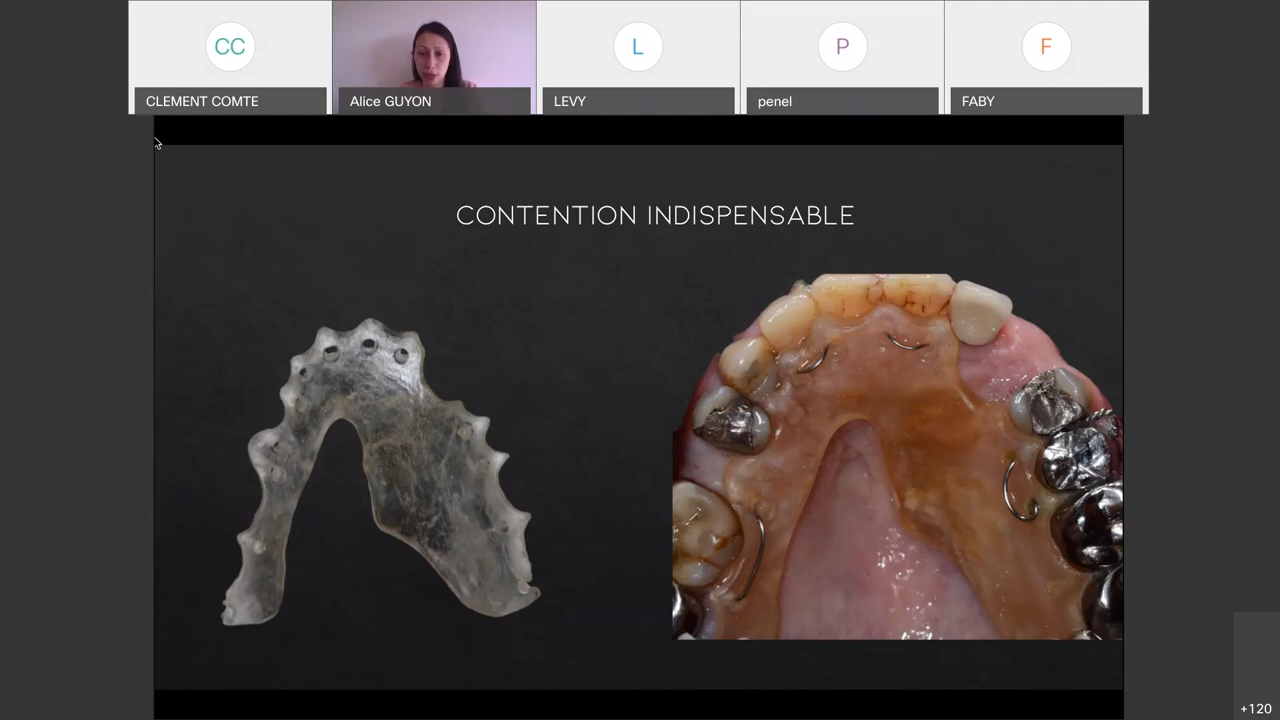 CC
L
P
F
CLEMENT COMTE
Alice GUYON
LEVY
penel
FABY
CONTENTION INDISPENSABLE
+120